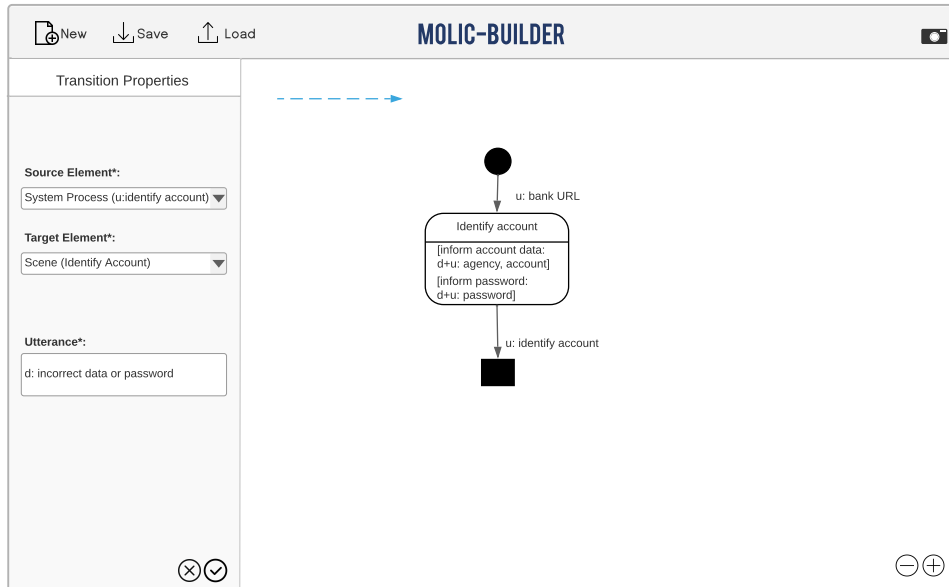 New
Save
Load
MOLIC-BUILDER
Transition Properties
Source Element*:
System Process (u:identify account)
Target Element*:
Scene (Identify Account)
Utterance*:
d: incorrect data or password
u: bank URL
Identify account
[inform account data:
d+u: agency, account]
[inform password:
d+u: password]
u: identify account